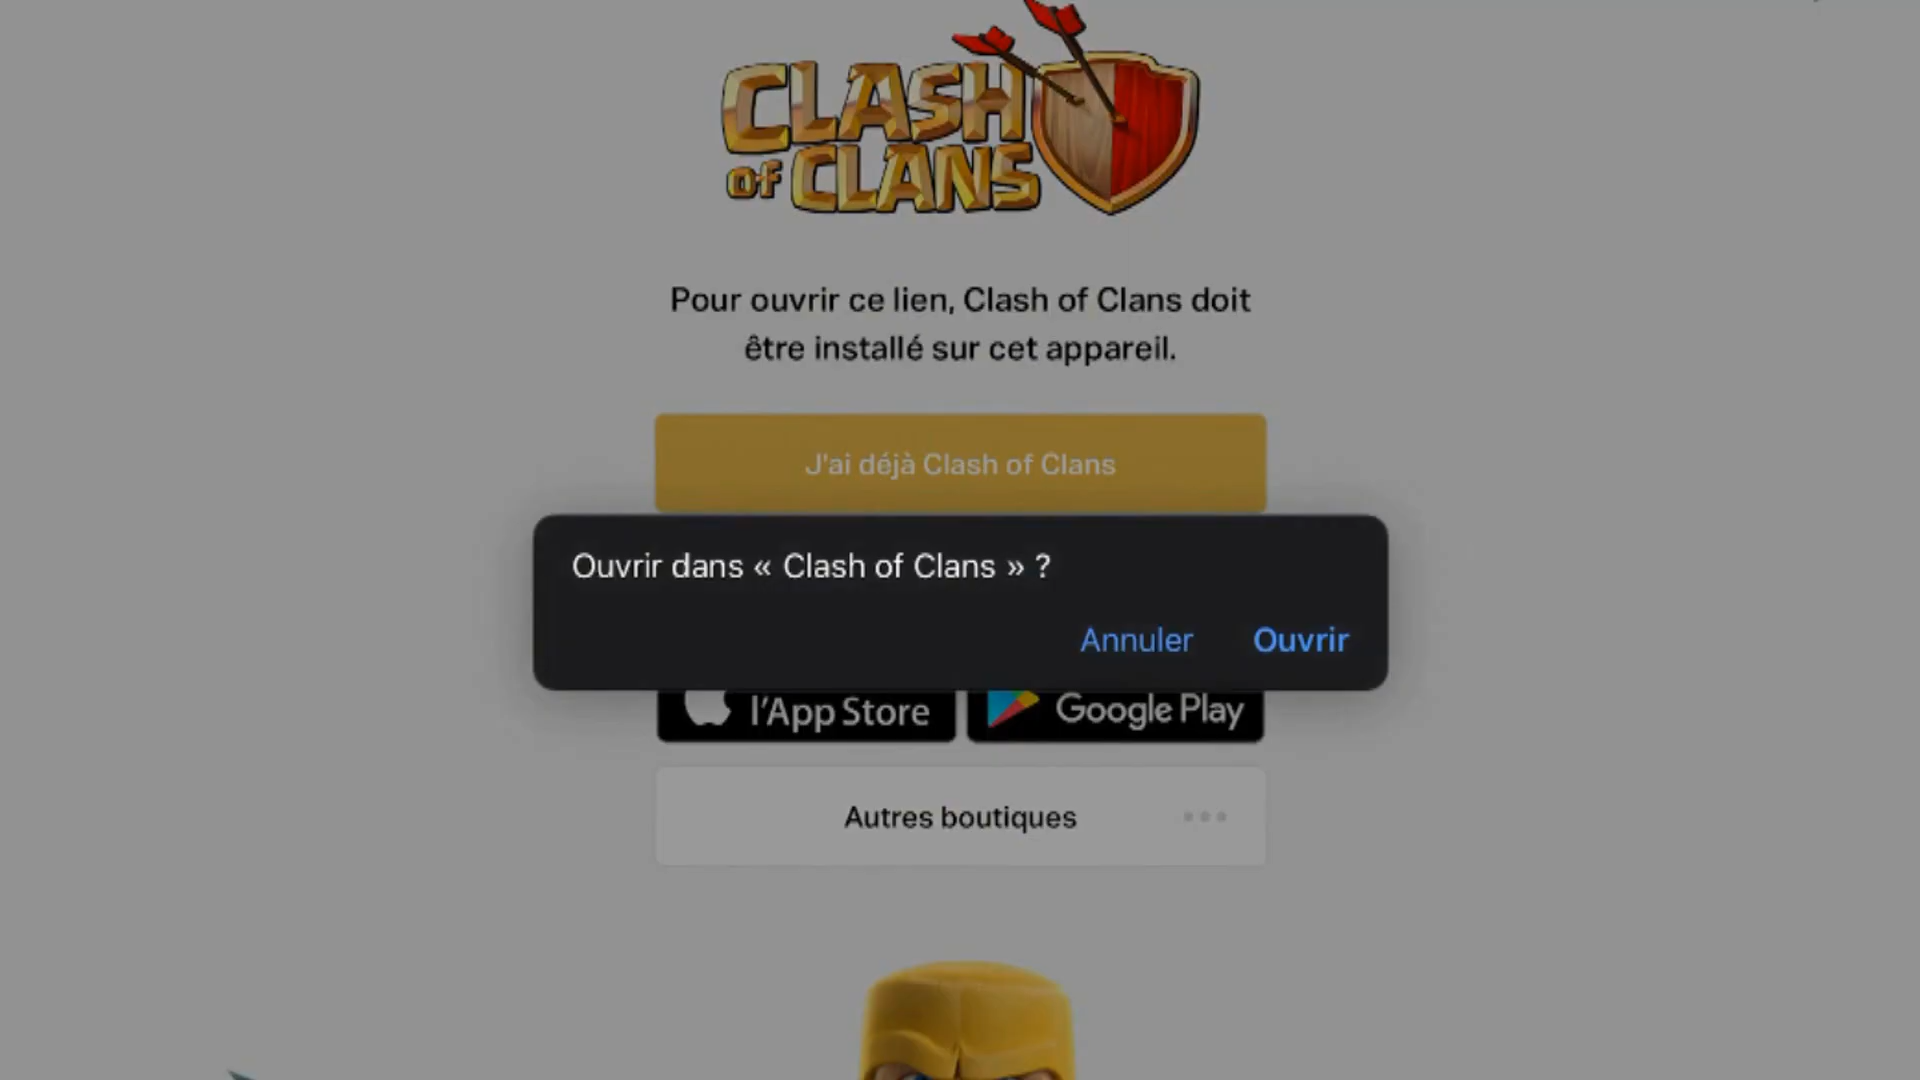 CLASH
OF CLANS
Pour ouvrir ce lien, Clash of Clans doit
être installé sur cet appareil.
J'ai déjà Clash of Clans
Ouvrir dans « Clash of Clans » ?
Annuler Ouvrir
l'App Store Google Play
Autres boutiques